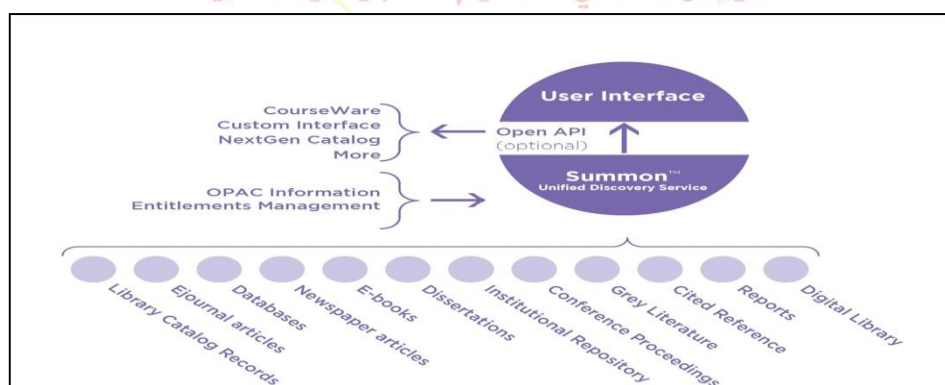 User Interface
CourseWare
Custom Interface
NextGen Catalog
More
Open API
(optional)
Summon™
Unified Discovery Service
OPAC Information
Entitlements Management
Library Catalog Records
Ejournal articles
Databases
Newspaper articles
E-books
Dissertations
Institutional Repository
Conference Proceedings
Grey Literature
Cited Reference
Reports
Digital Library